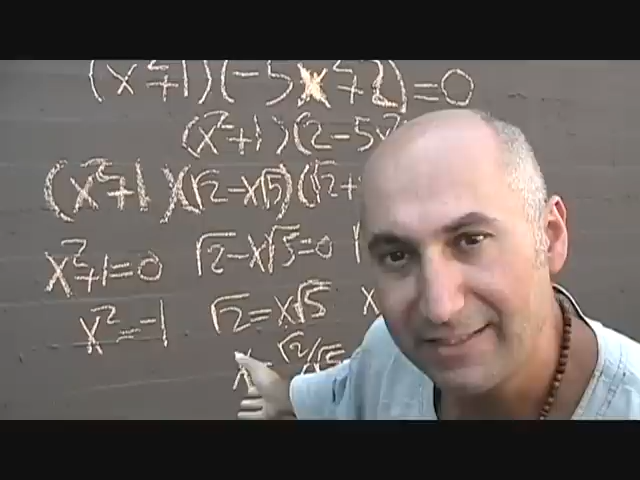 (x²+1)(-5x²+2)=0
(x²+1)(2-5x²
(x²+1)(√2-x√5)(√2+
x²+1=0 √2-x√5=0
x²=-1 √2=x√5 x
x= √2/√5